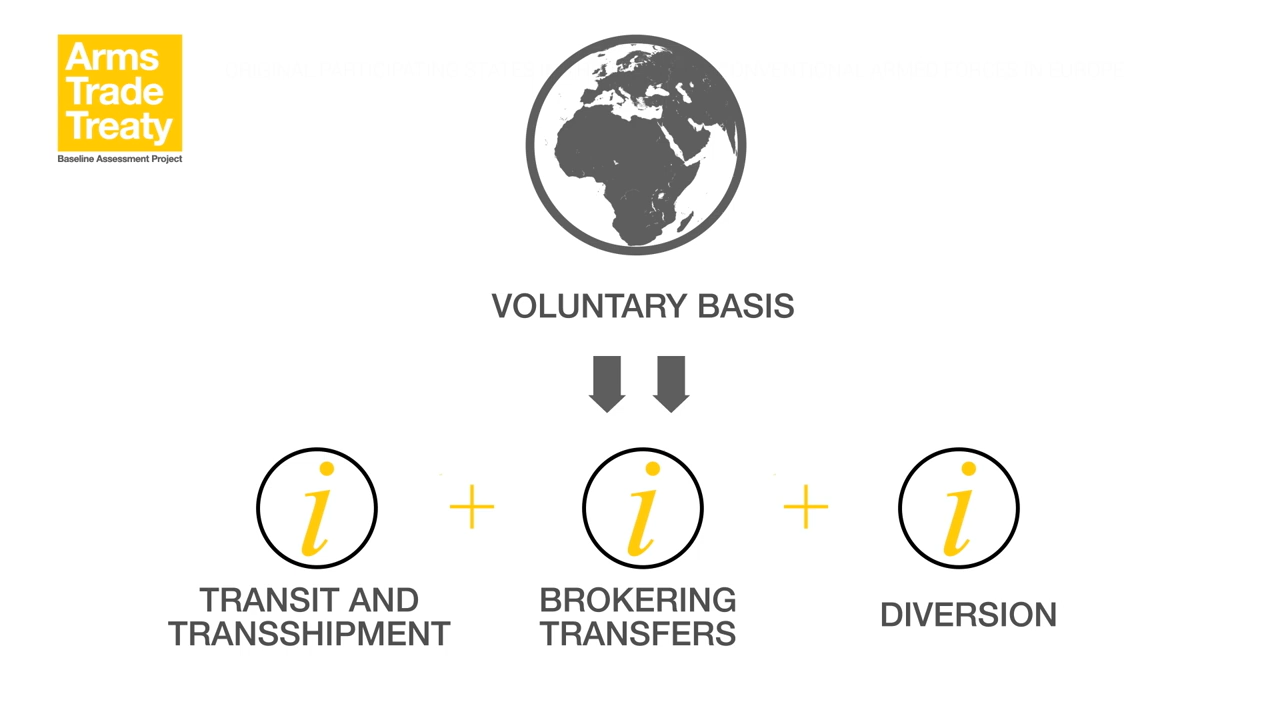 Arms
Trade
Treaty
Baseline Assessment Project
VOLUNTARY BASIS
i
i
i
TRANSIT AND
TRANSSHIPMENT
BROKERING
TRANSFERS
DIVERSION